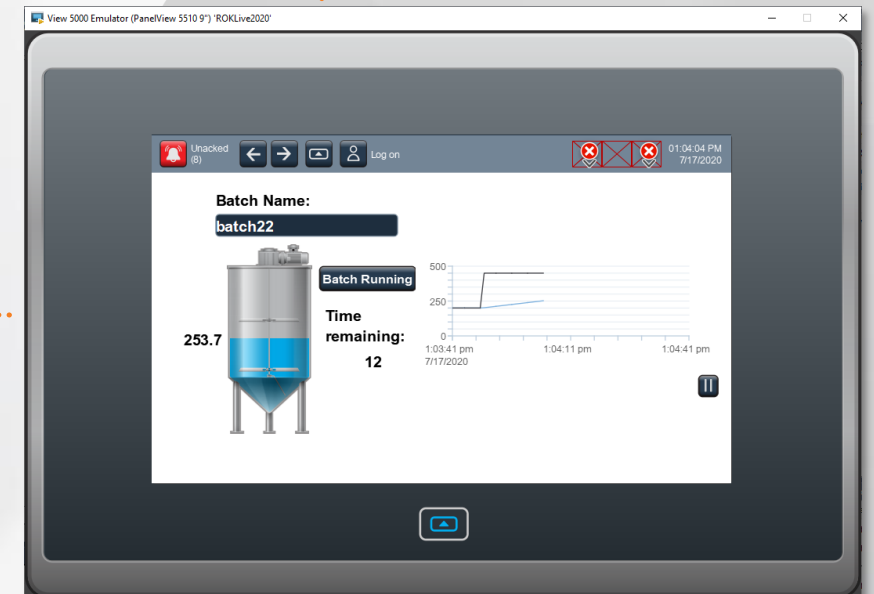 View 5000 Emulator (PanelView 5510 9") 'ROKLive2020'
Unacked
(8)
Log on
01:04:04 PM
7/17/2020
Batch Name:
batch22
Batch Running
Time
remaining:
12
253.7
500
250
0
1:03:41 pm
7/17/2020
1:04:11 pm
1:04:41 pm